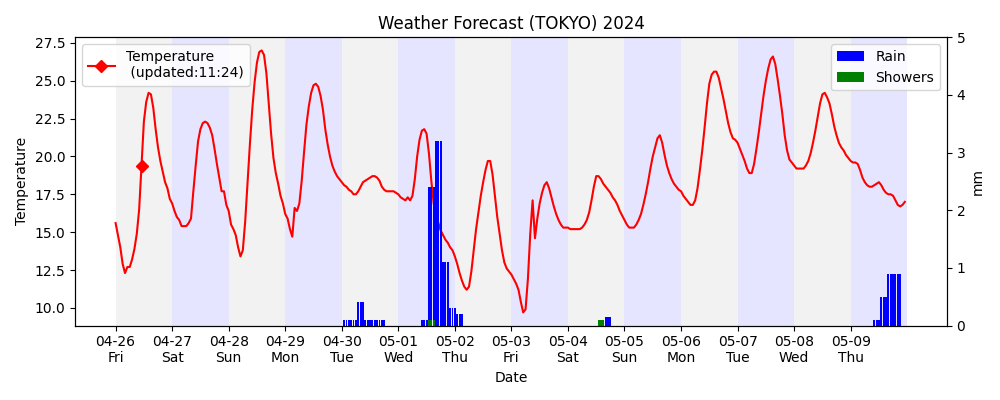 Weather Forecast (TOKYO) 2024
Temperature
(updated:11:24)
Rain
Showers
27.5
25.0
22.5
20.0
17.5
15.0
12.5
10.0
Temperature
5
4
3
2
1
0
mm
04-26 04-27 04-28 04-29 04-30 05-01 05-02 05-03 05-04 05-05 05-06 05-07 05-08 05-09
Fri Sat Sun Mon Tue Wed Thu Fri Sat Sun Mon Tue Wed Thu
Date